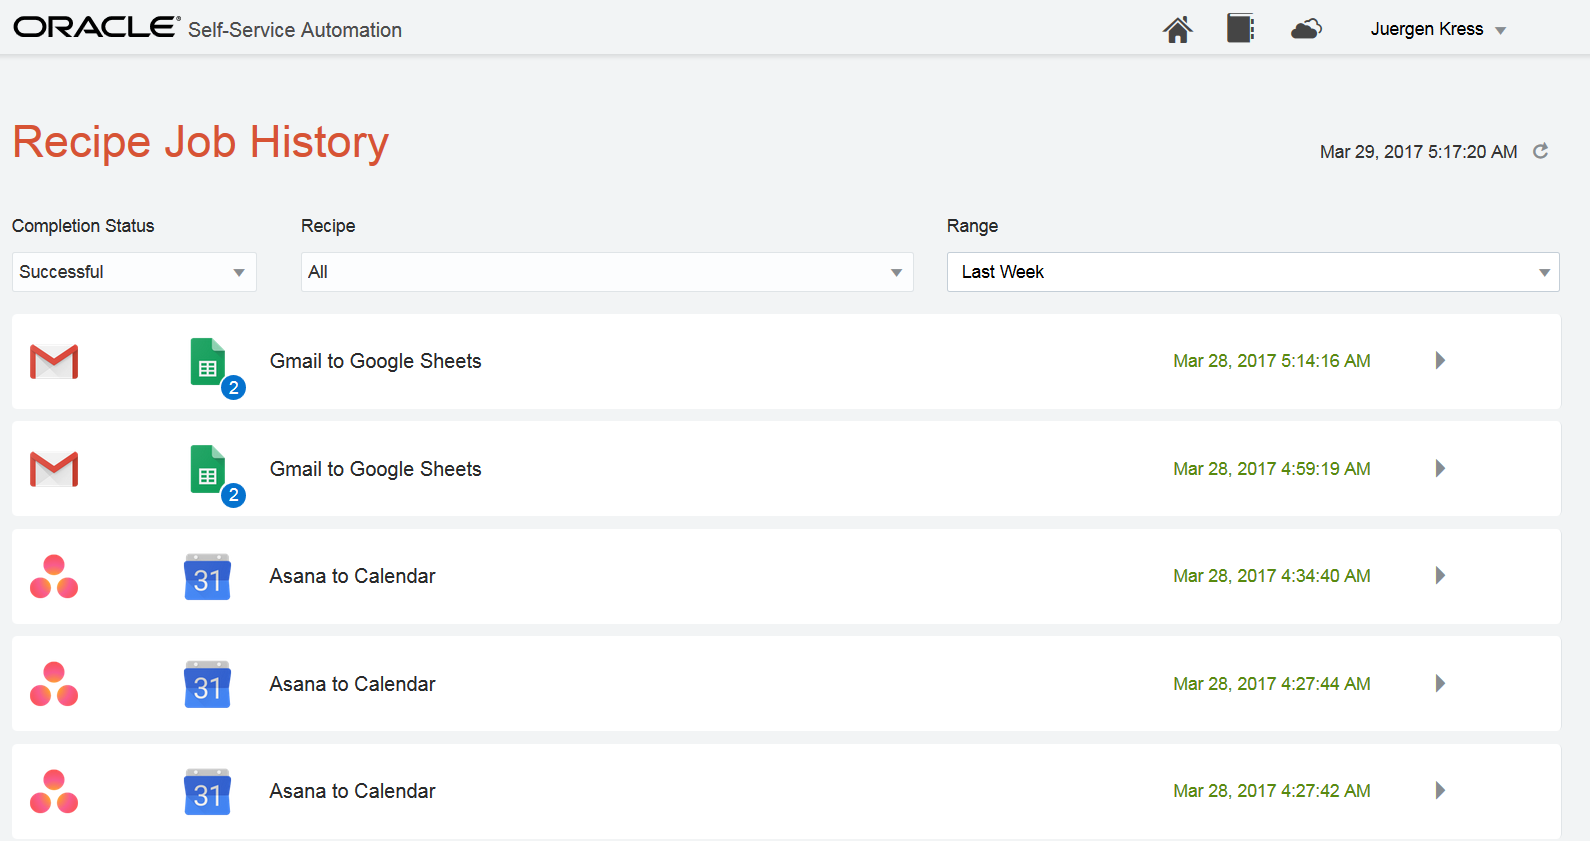 ORACLE® Self-Service Automation
Juergen Kress
Recipe Job History
Mar 29, 2017 5:17:20 AM
Completion Status
Recipe
Range
Successful
All
Last Week
2
Gmail to Google Sheets
Mar 28, 2017 5:14:16 AM
2
Gmail to Google Sheets
Mar 28, 2017 4:59:19 AM
31
Asana to Calendar
Mar 28, 2017 4:34:40 AM
31
Asana to Calendar
Mar 28, 2017 4:27:44 AM
31
Asana to Calendar
Mar 28, 2017 4:27:42 AM